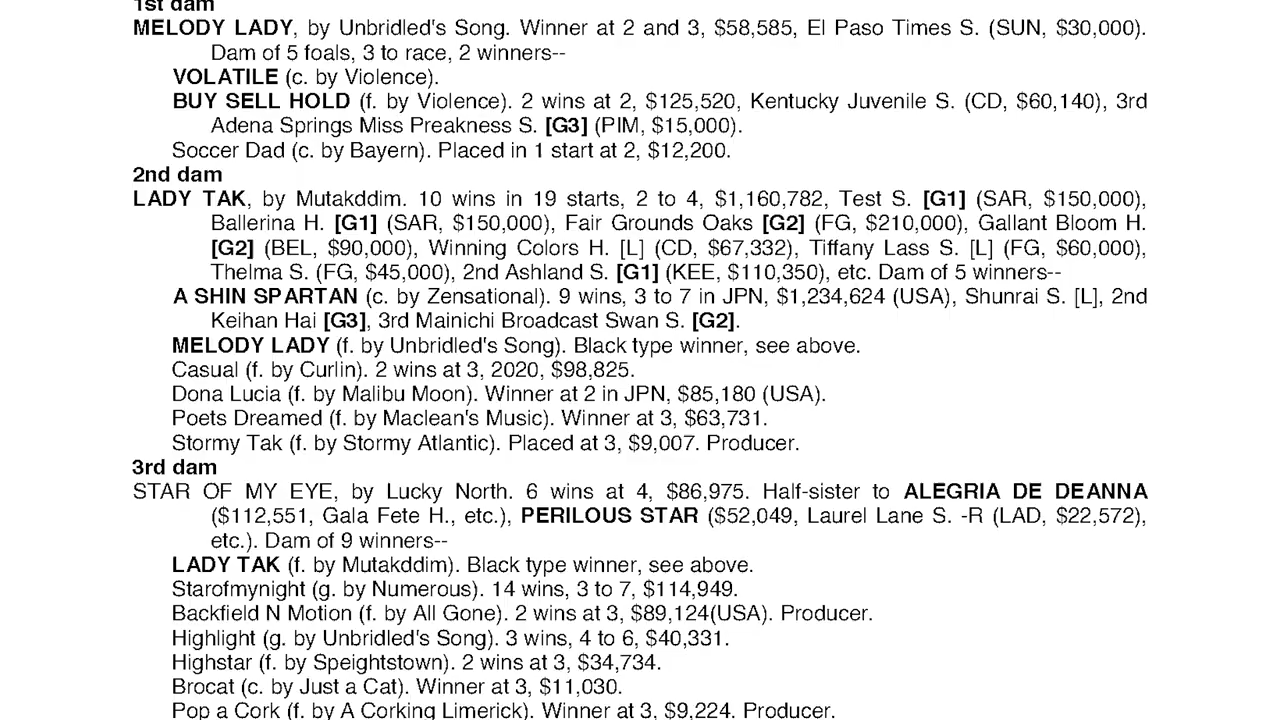 1st dam
MELODY LADY, by Unbridled's Song. Winner at 2 and 3, $58,585, El Paso Times S. (SUN, $30,000).
Dam of 5 foals, 3 to race, 2 winners--
VOLATILE (c. by Violence).
BUY SELL HOLD (f. by Violence). 2 wins at 2, $125,520, Kentucky Juvenile S. (CD, $60,140), 3rd
Adena Springs Miss Preakness S. [G3] (PIM, $15,000).
Soccer Dad (c. by Bayern). Placed in 1 start at 2, $12,200.
2nd dam
LADY TAK, by Mutakddim. 10 wins in 19 starts, 2 to 4, $1,160,782, Test S. [G1] (SAR, $150,000),
Ballerina H. [G1] (SAR, $150,000), Fair Grounds Oaks [G2] (FG, $210,000), Gallant Bloom H.
[G2] (BEL, $90,000), Winning Colors H. [L] (CD, $67,332), Tiffany Lass S. [L] (FG, $60,000),
Thelma S. (FG, $45,000), 2nd Ashland S. [G1] (KEE, $110,350), etc. Dam of 5 winners--
A SHIN SPARTAN (c. by Zensational). 9 wins, 3 to 7 in JPN, $1,234,624 (USA), Shunrai S. [L], 2nd
Keihan Hai [G3], 3rd Mainichi Broadcast Swan S. [G2].
MELODY LADY (f. by Unbridled's Song). Black type winner, see above.
Casual (f. by Curlin). 2 wins at 3, 2020, $98,825.
Dona Lucia (f. by Malibu Moon). Winner at 2 in JPN, $85,180 (USA).
Poets Dreamed (f. by Maclean's Music). Winner at 3, $63,731.
Stormy Tak (f. by Stormy Atlantic). Placed at 3, $9,007. Producer.
3rd dam
STAR OF MY EYE, by Lucky North. 6 wins at 4, $86,975. Half-sister to ALEGRIA DE DEANNA
($112,551, Gala Fete H., etc.), PERILOUS STAR ($52,049, Laurel Lane S. -R (LAD, $22,572),
etc.). Dam of 9 winners--
LADY TAK (f. by Mutakddim). Black type winner, see above.
Starofmynight (g. by Numerous). 14 wins, 3 to 7, $114,949.
Backfield N Motion (f. by All Gone). 2 wins at 3, $89,124(USA). Producer.
Highlight (g. by Unbridled's Song). 3 wins, 4 to 6, $40,331.
Highstar (f. by Speightstown). 2 wins at 3, $34,734.
Brocat (c. by Just a Cat). Winner at 3, $11,030.
Pop a Cork (f. by A Corking Limerick). Winner at 3, $9,224. Producer.